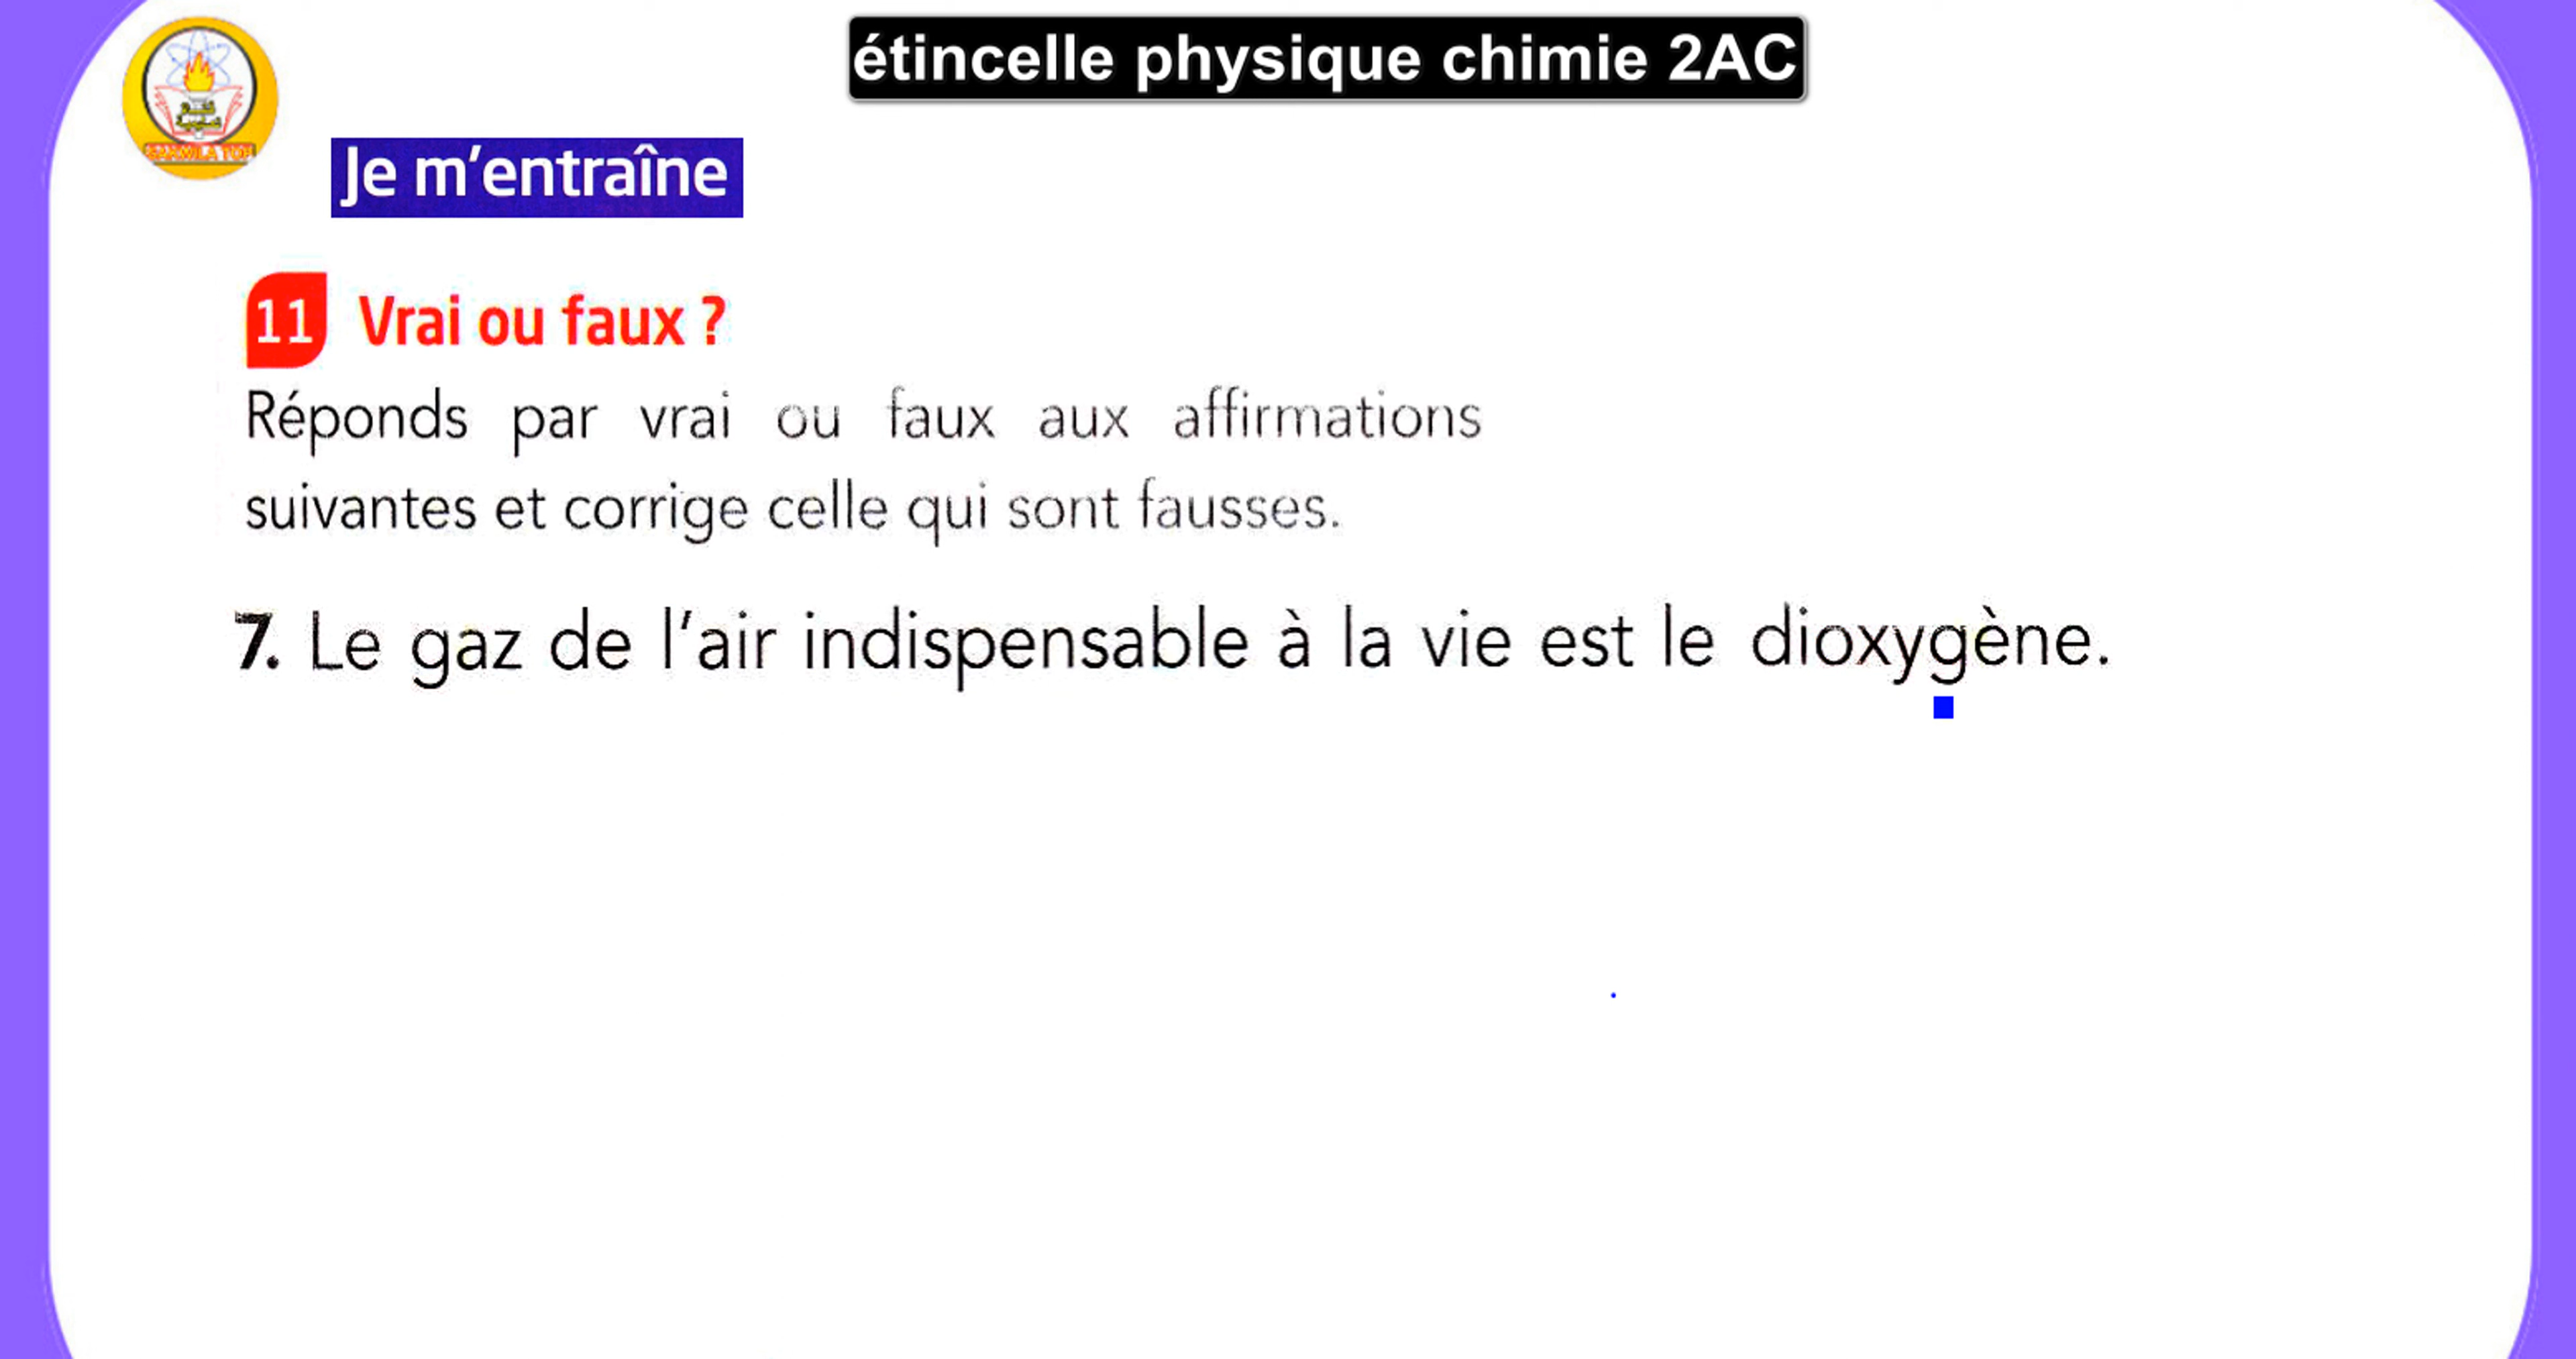 étincelle physique chimie 2AC
Je m'entraîne
11 Vrai ou faux ?
Réponds par vrai ou faux aux affirmations
suivantes et corrige celle qui sont fausses.
7. Le gaz de l'air indispensable à la vie est le dioxygène.